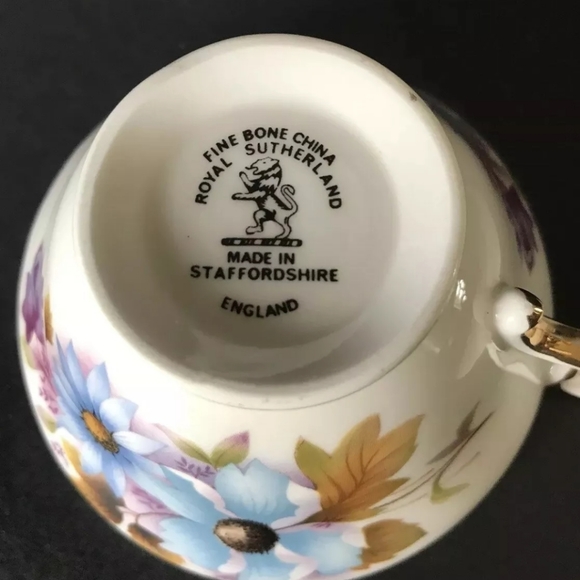 FINE BONE CHINA
ROYAL SUTHERLAND
MADE IN
STAFFORDSHIRE
ENGLAND